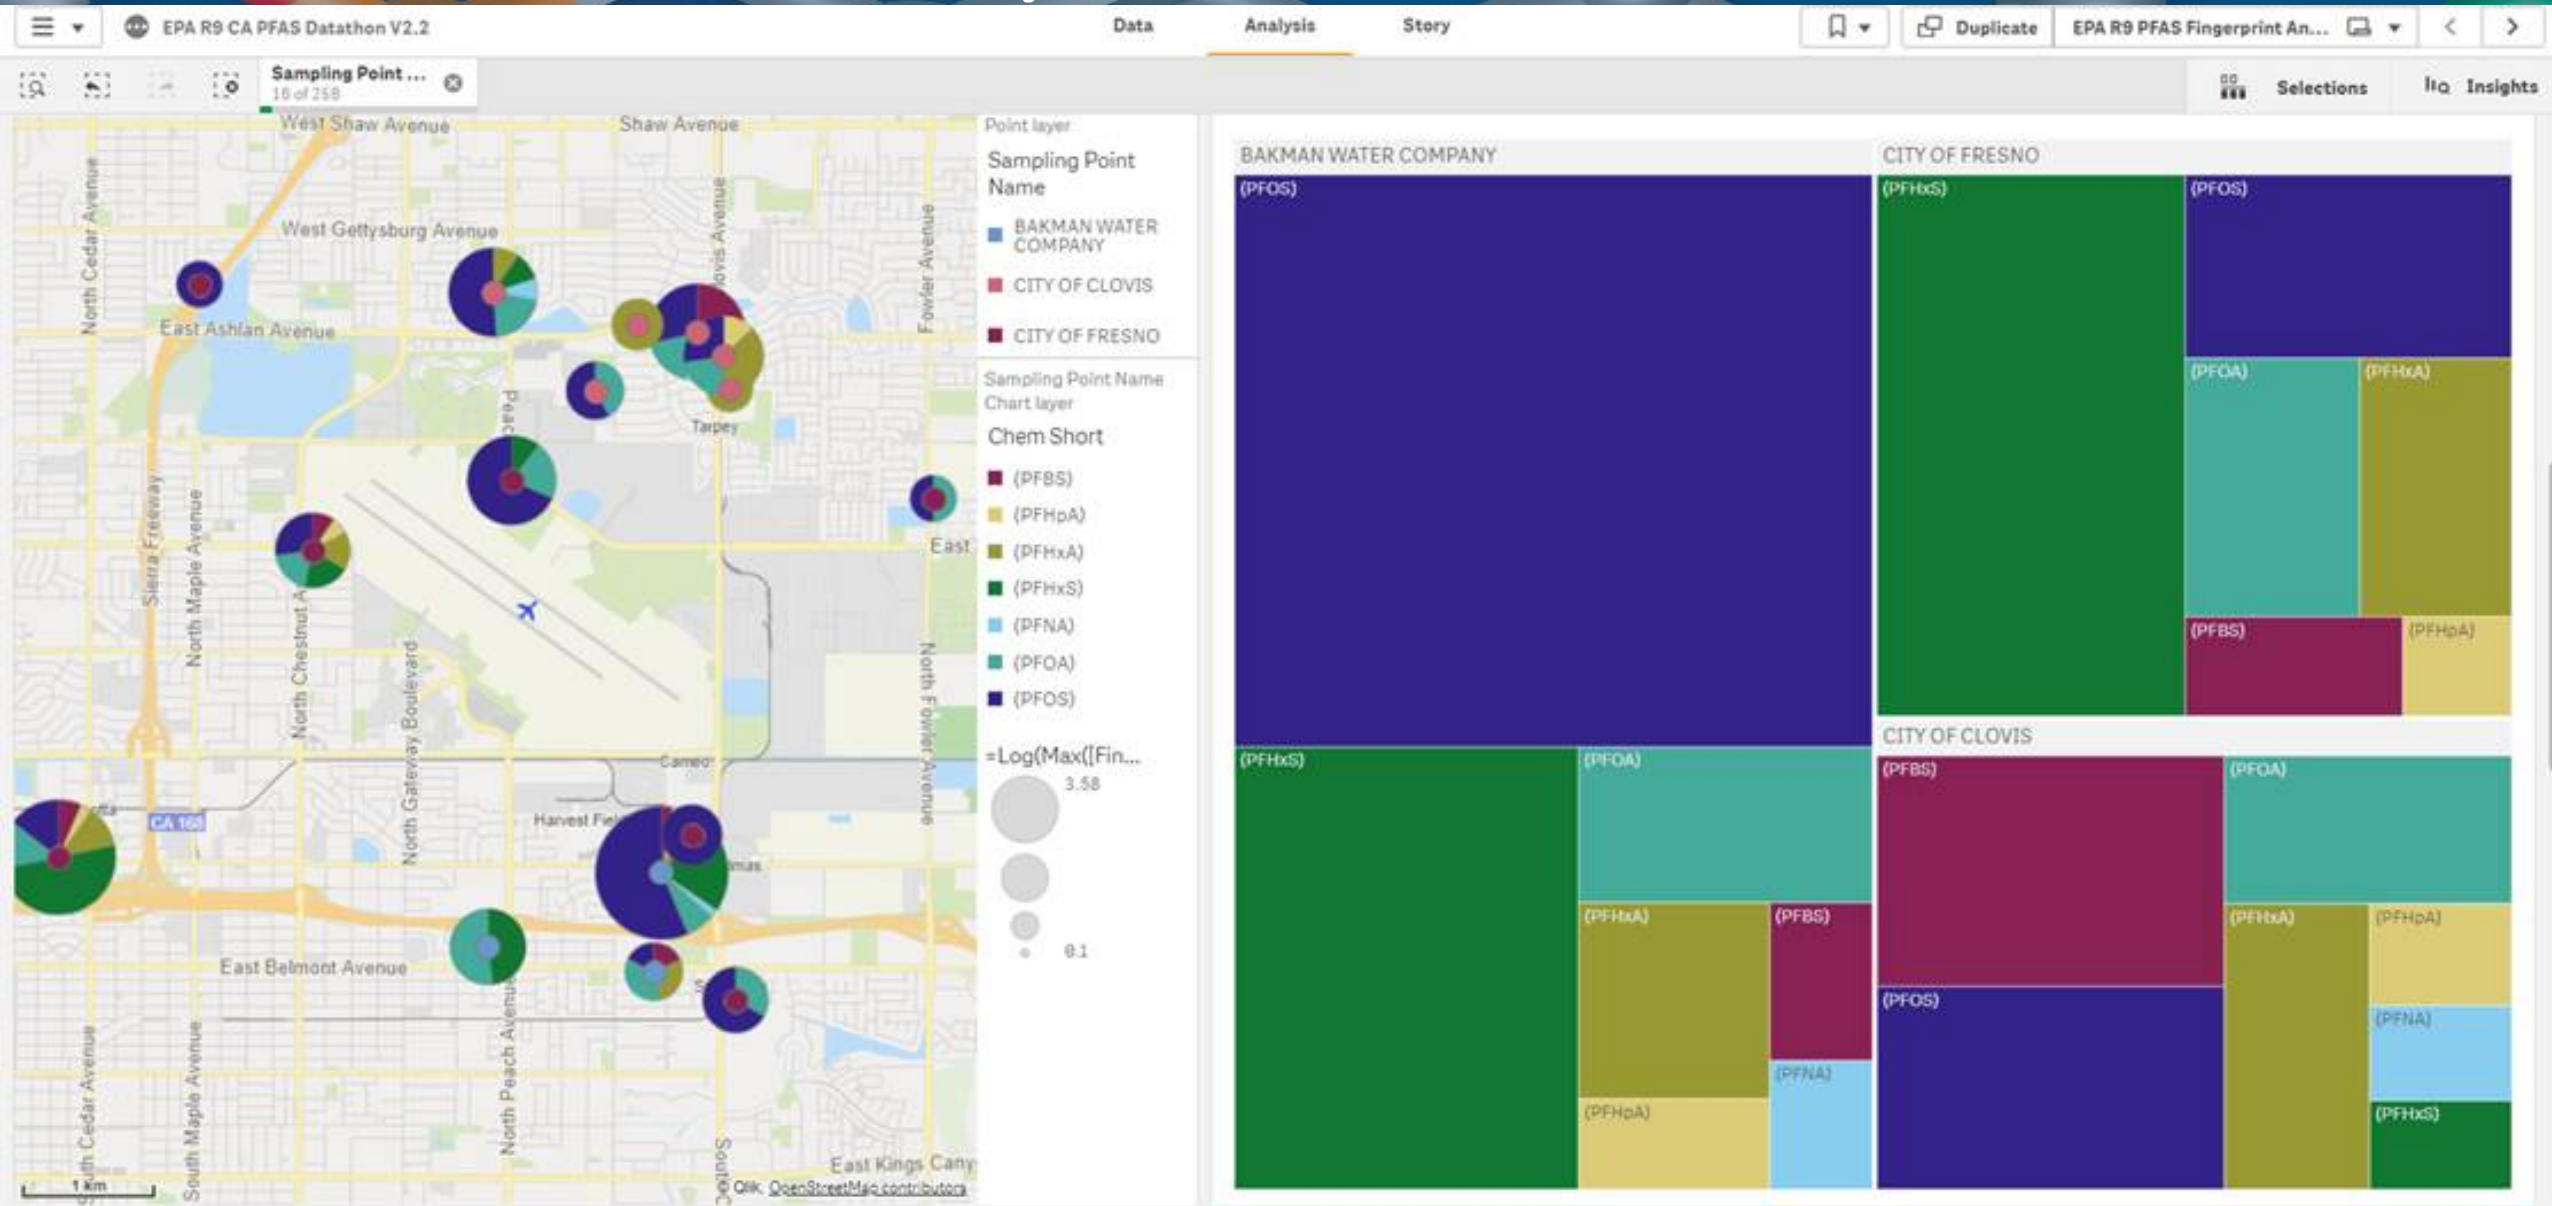 EPA R9 CA PFAS Datathon V2.2
Data
Analysis
Story
Duplicate
EPA R9 PFAS Fingerprint An...
Sampling Point ...
16 of 258
Selections
Insights
West Shaw Avenue
Shaw Avenue
North Cedar Avenue
West Gettysburg Avenue
Fowler Avenue
East Ashlan Avenue
Tarpey
Sierra Freeway
North Maple Avenue
East
North Chestnut A
North Gateway Boulevard
North Fowler Avenue
Cameo
CA 168
Harvest Fiel
East Belmont Avenue
North Peach Avenue
South Maple Avenue
East Kings Cany
1 km
© Qlik, OpenStreetMap contributors
Point layer
Sampling Point
Name
BAKMAN WATER
COMPANY
CITY OF CLOVIS
CITY OF FRESNO
Sampling Point Name
Chart layer
Chem Short
(PFBS)
(PFHpA)
(PFHxA)
(PFHxS)
(PFNA)
(PFOA)
(PFOS)
=Log(Max([Fin...
3.58
0.1
BAKMAN WATER COMPANY
(PFOS)
(PFHxS)
(PFOA)
(PFHxA)
(PFBS)
(PFNA)
(PFHpA)
CITY OF FRESNO
(PFHxS)
(PFOS)
(PFOA)
(PFHxA)
(PFBS)
(PFHpA)
CITY OF CLOVIS
(PFBS)
(PFOA)
(PFHxA)
(PFHpA)
(PFOS)
(PFNA)
(PFHxS)